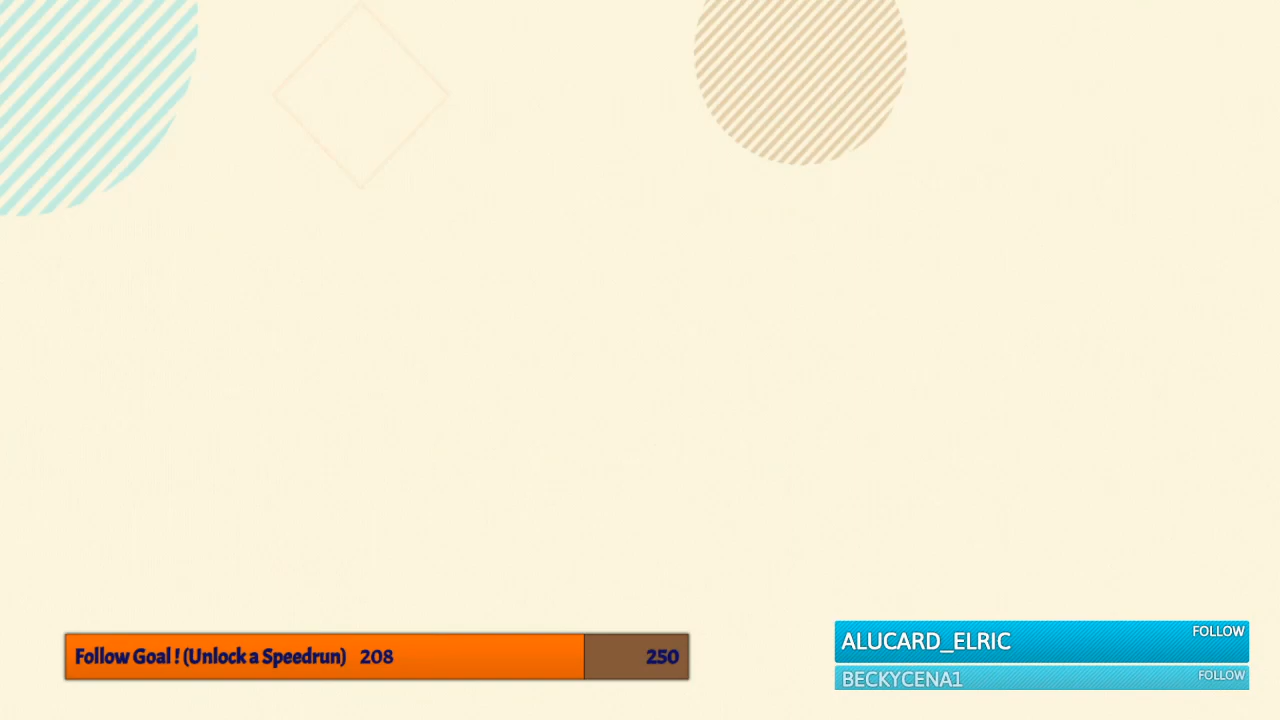 Follow Goal ! (Unlock a Speedrun) 208 250
ALUCARD_ELRIC FOLLOW
BECKYCENA1 FOLLOW